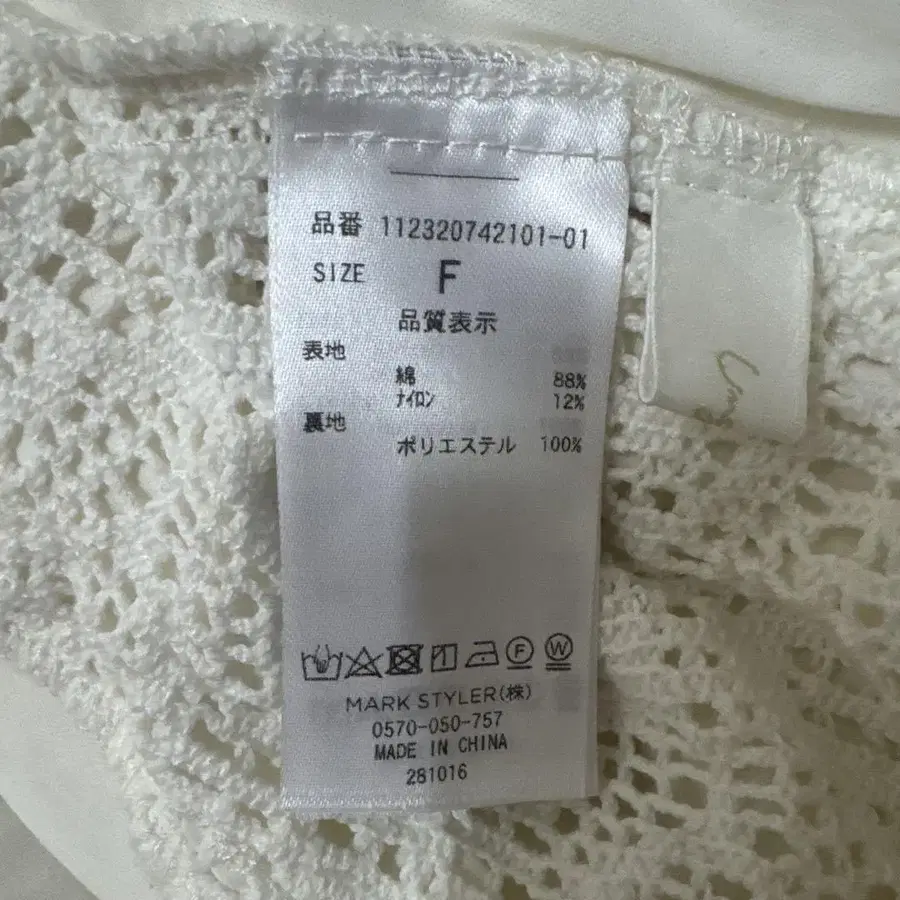 品番 112320742101-01
SIZE F
品質表示
表地
綿 88%
ナイロン 12%
裏地
ポリエステル 100%
F W
MARK STYLER(株)
0570-050-757
MADE IN CHINA
281016